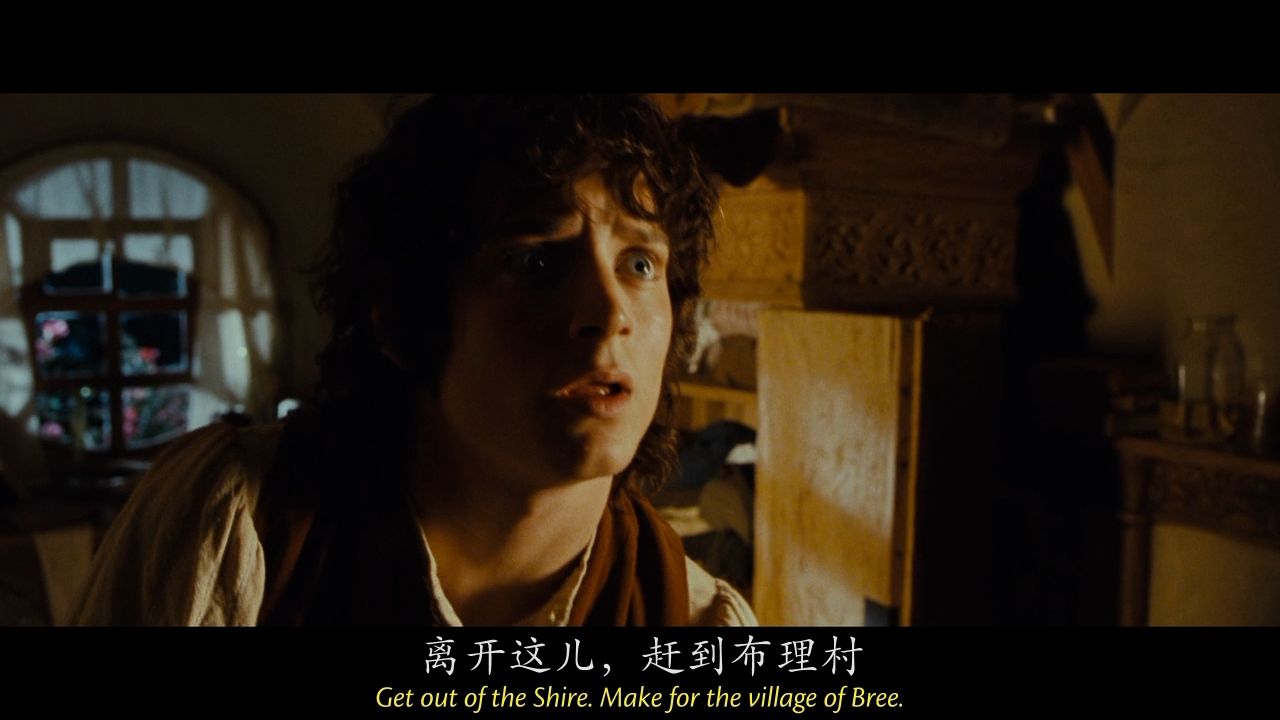 离开这儿，赶到布理村
Get out of the Shire. Make for the village of Bree.